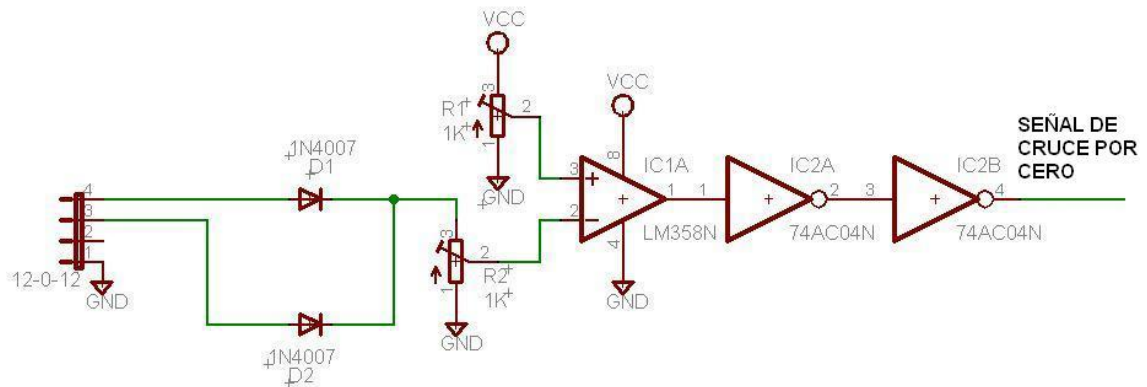 VCC
3
R1
2
1K
1
GND
VCC
8
3
2
IC1A
1
4
LM358N
GND
1
IC2A
2
74AC04N
3
IC2B
4
74AC04N
SEÑAL DE
CRUCE POR
CERO
1N4007
D1
4
3
2
1
12-0-12
GND
3
2
R2
1K
1
GND
1N4007
D2